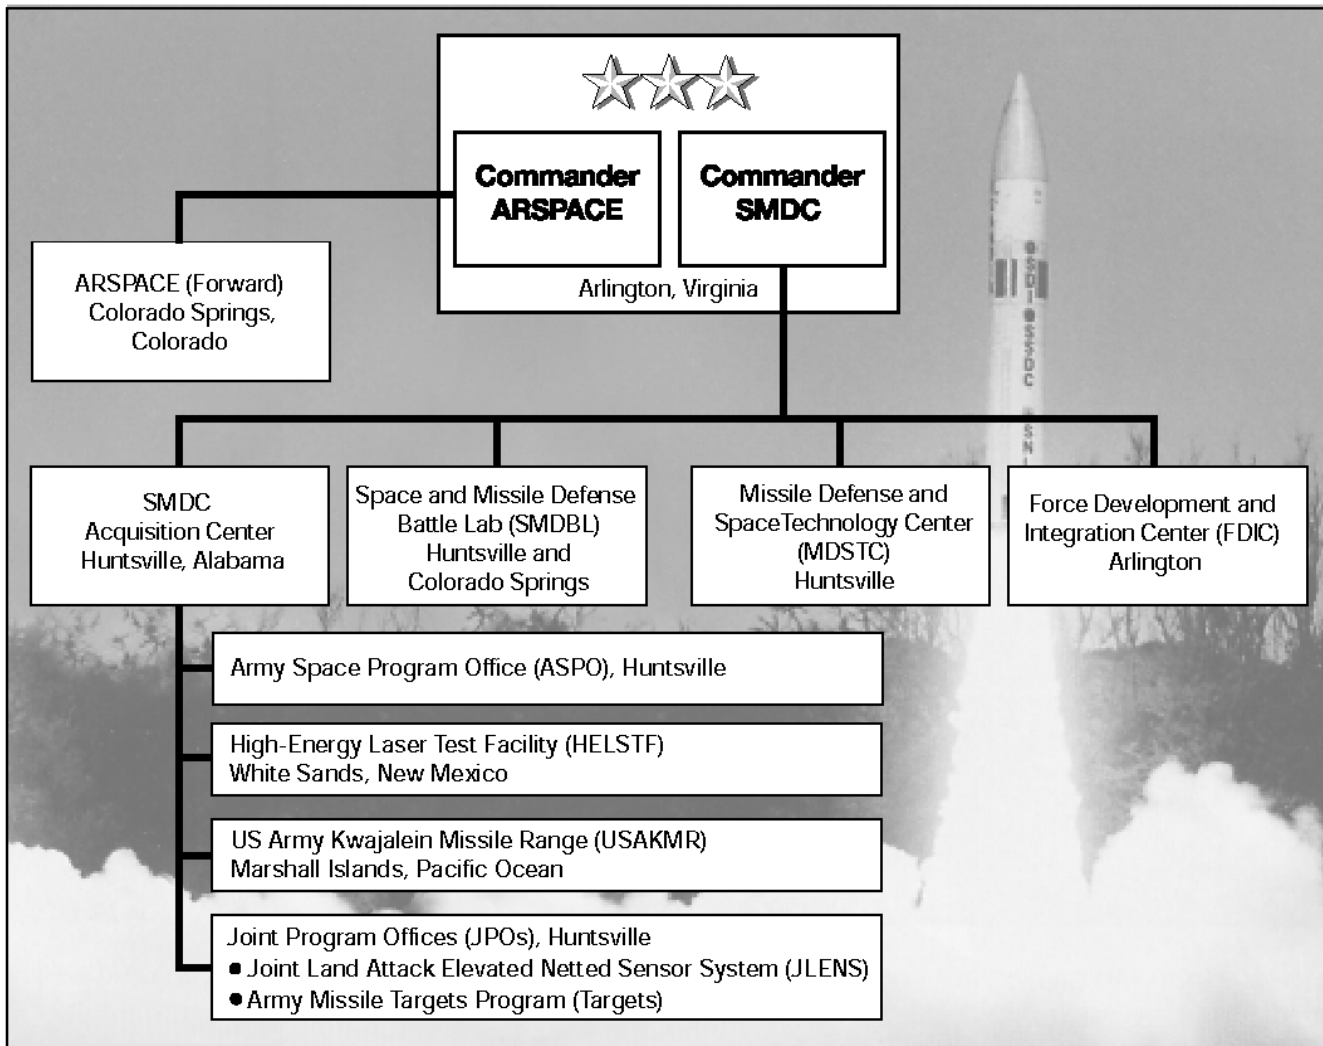 Commander
ARSPACE
Commander
SMDC
Arlington, Virginia
ARSPACE (Forward)
Colorado Springs,
Colorado
SMDC
Acquisition Center
Huntsville, Alabama
Space and Missile Defense
Battle Lab (SMDBL)
Huntsville and
Colorado Springs
Missile Defense and
Space Technology Center
(MDSTC)
Huntsville
Force Development and
Integration Center (FDIC)
Arlington
Army Space Program Office (ASPO), Huntsville
High-Energy Laser Test Facility (HELSTF)
White Sands, New Mexico
US Army Kwajalein Missile Range (USAKMR)
Marshall Islands, Pacific Ocean
Joint Program Offices (JPOs), Huntsville
● Joint Land Attack Elevated Netted Sensor System (JLENS)
● Army Missile Targets Program (Targets)